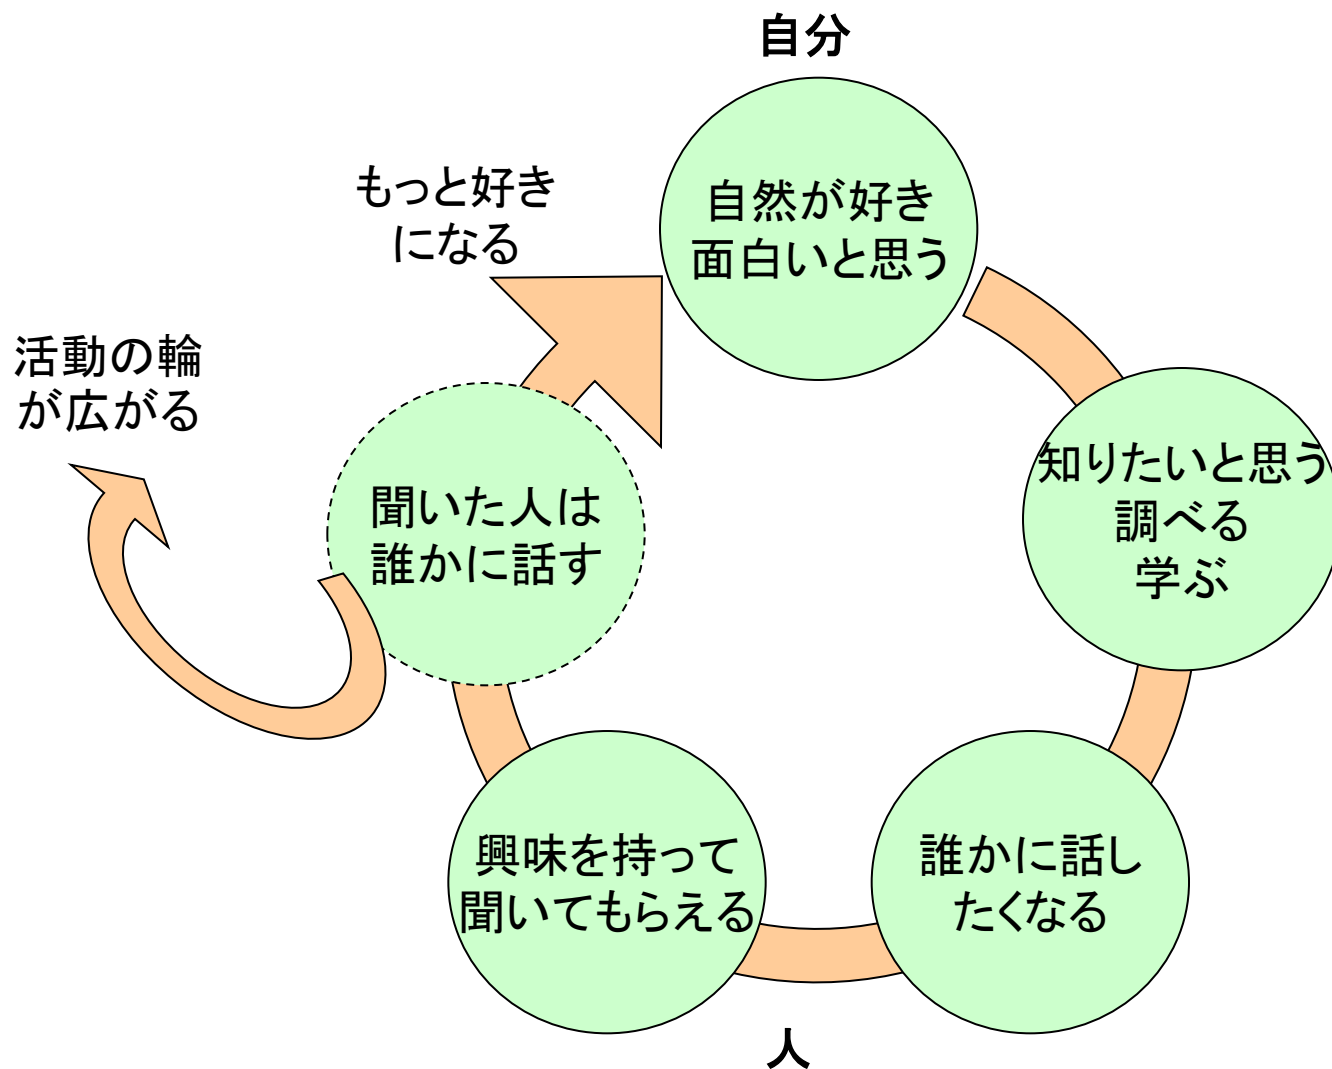 自分
自然が好き
面白いと思う
もっと好き
になる
活動の輪
が広がる
知りたいと思う
調べる
学ぶ
聞いた人は
誰かに話す
興味を持って
聞いてもらえる
誰かに話し
たくなる
人